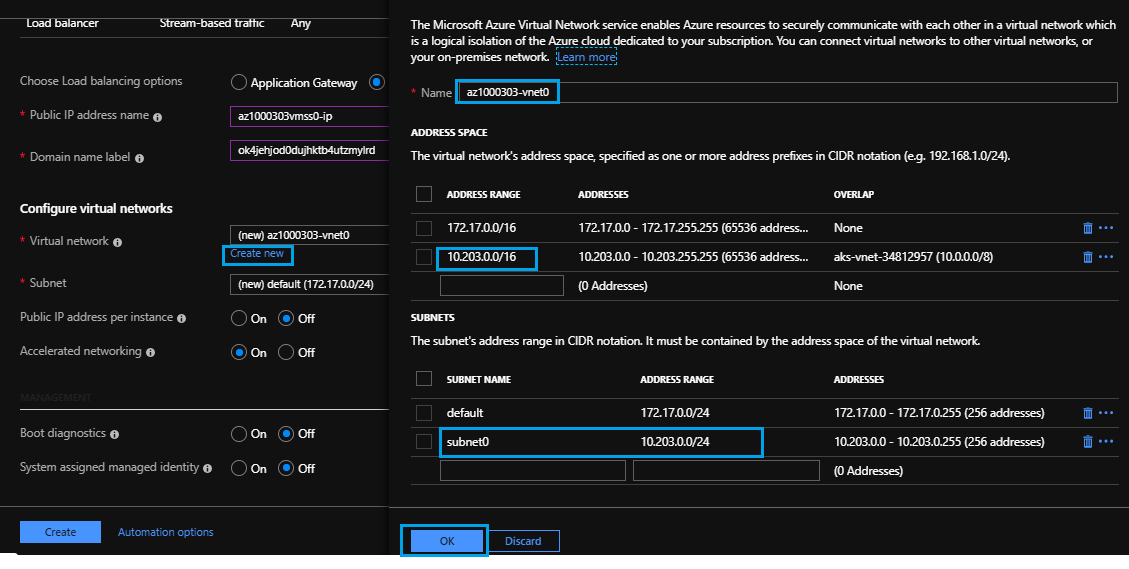 Load balancer Stream-based traffic Any
Choose Load balancing options Application Gateway
* Public IP address name az1000303vmss0-ip
* Domain name label ok4jehjod0dujhktb4utzmylrd
Configure virtual networks
* Virtual network (new) az1000303-vnet0
Create new
* Subnet (new) default (172.17.0.0/24)
Public IP address per instance On Off
Accelerated networking On Off
MANAGEMENT
Boot diagnostics On Off
System assigned managed identity On Off
Create Automation options
The Microsoft Azure Virtual Network service enables Azure resources to securely communicate with each other in a virtual network which
is a logical isolation of the Azure cloud dedicated to your subscription. You can connect virtual networks to other virtual networks, or
your on-premises network. Learn more
* Name az1000303-vnet0
ADDRESS SPACE
The virtual network's address space, specified as one or more address prefixes in CIDR notation (e.g. 192.168.1.0/24).
ADDRESS RANGE ADDRESSES OVERLAP
172.17.0.0/16 172.17.0.0 - 172.17.255.255 (65536 address... None
10.203.0.0/16 10.203.0.0 - 10.203.255.255 (65536 address... aks-vnet-34812957 (10.0.0.0/8)
(0 Addresses) None
SUBNETS
The subnet's address range in CIDR notation. It must be contained by the address space of the virtual network.
SUBNET NAME ADDRESS RANGE ADDRESSES
default 172.17.0.0/24 172.17.0.0 - 172.17.0.255 (256 addresses)
subnet0 10.203.0.0/24 10.203.0.0 - 10.203.0.255 (256 addresses)
(0 Addresses)
OK Discard